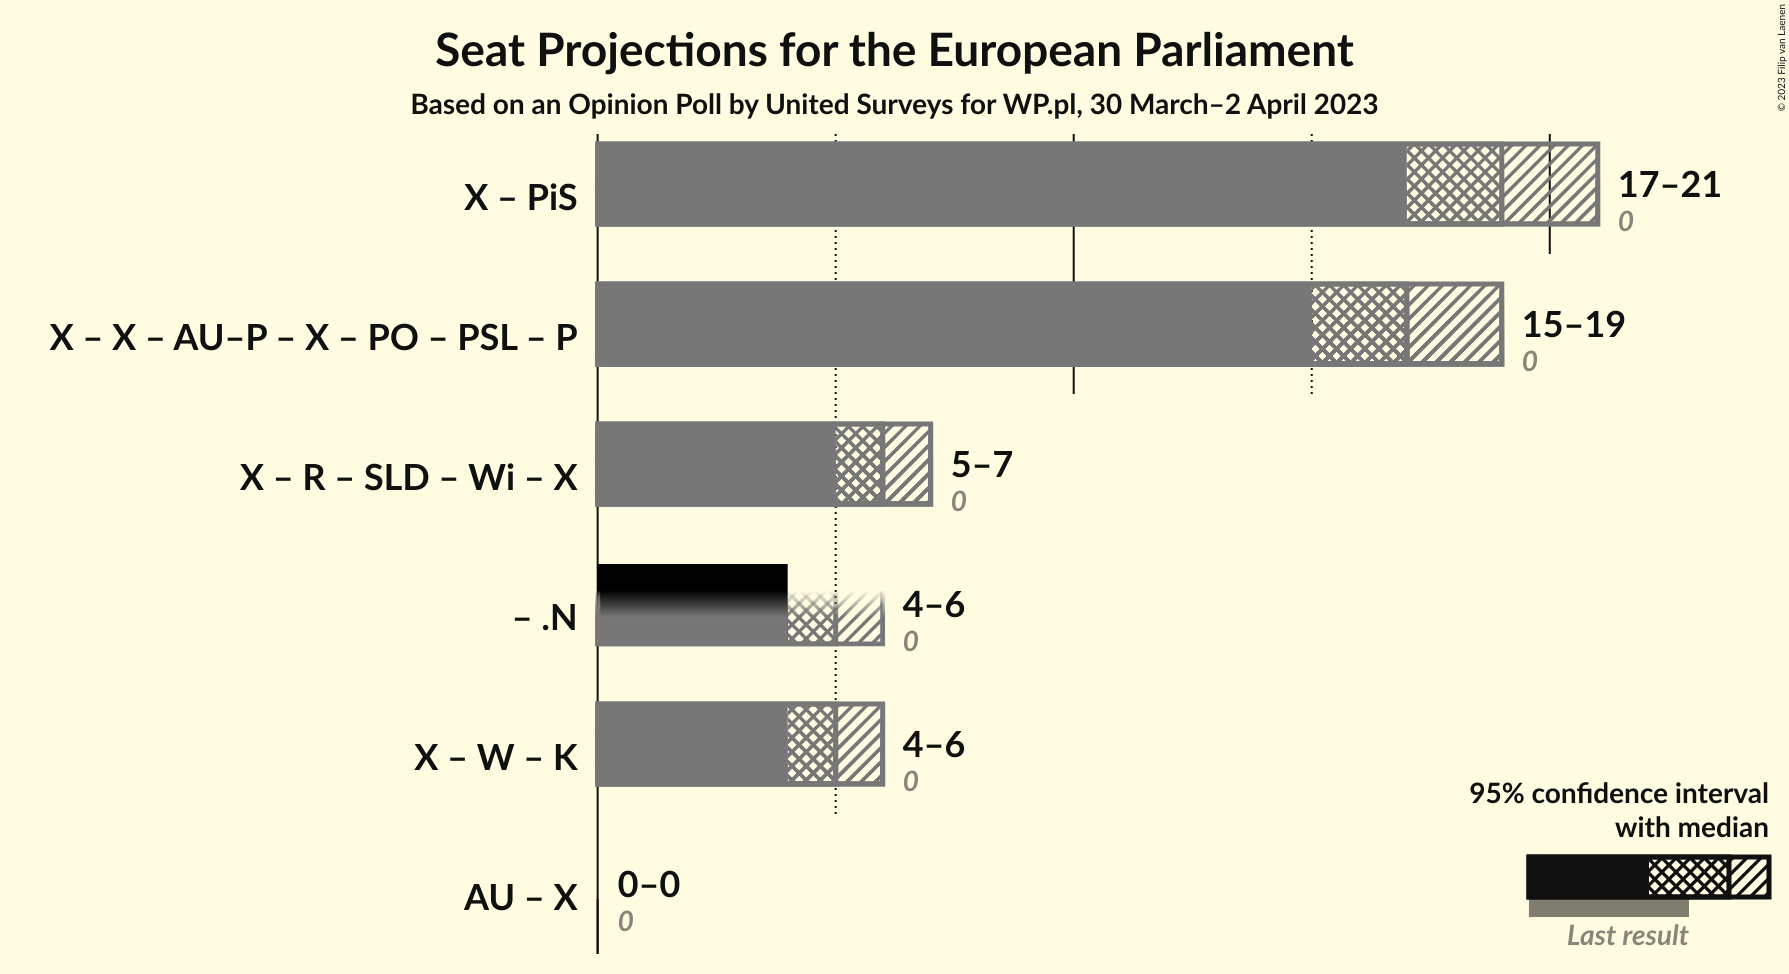 Seat Projections for the European Parliament
Based on an Opinion Poll by United Surveys for WP.pl, 30 March–2 April 2023
© 2023 Filip van Laenen
X – PiS
17–21
0
X – X – AU–P – X – PO – PSL – P
15–19
0
X – R – SLD – Wi – X
5–7
0
– .N
4–6
0
X – W – K
4–6
0
AU – X
0–0
0
95% confidence interval
with median
Last result